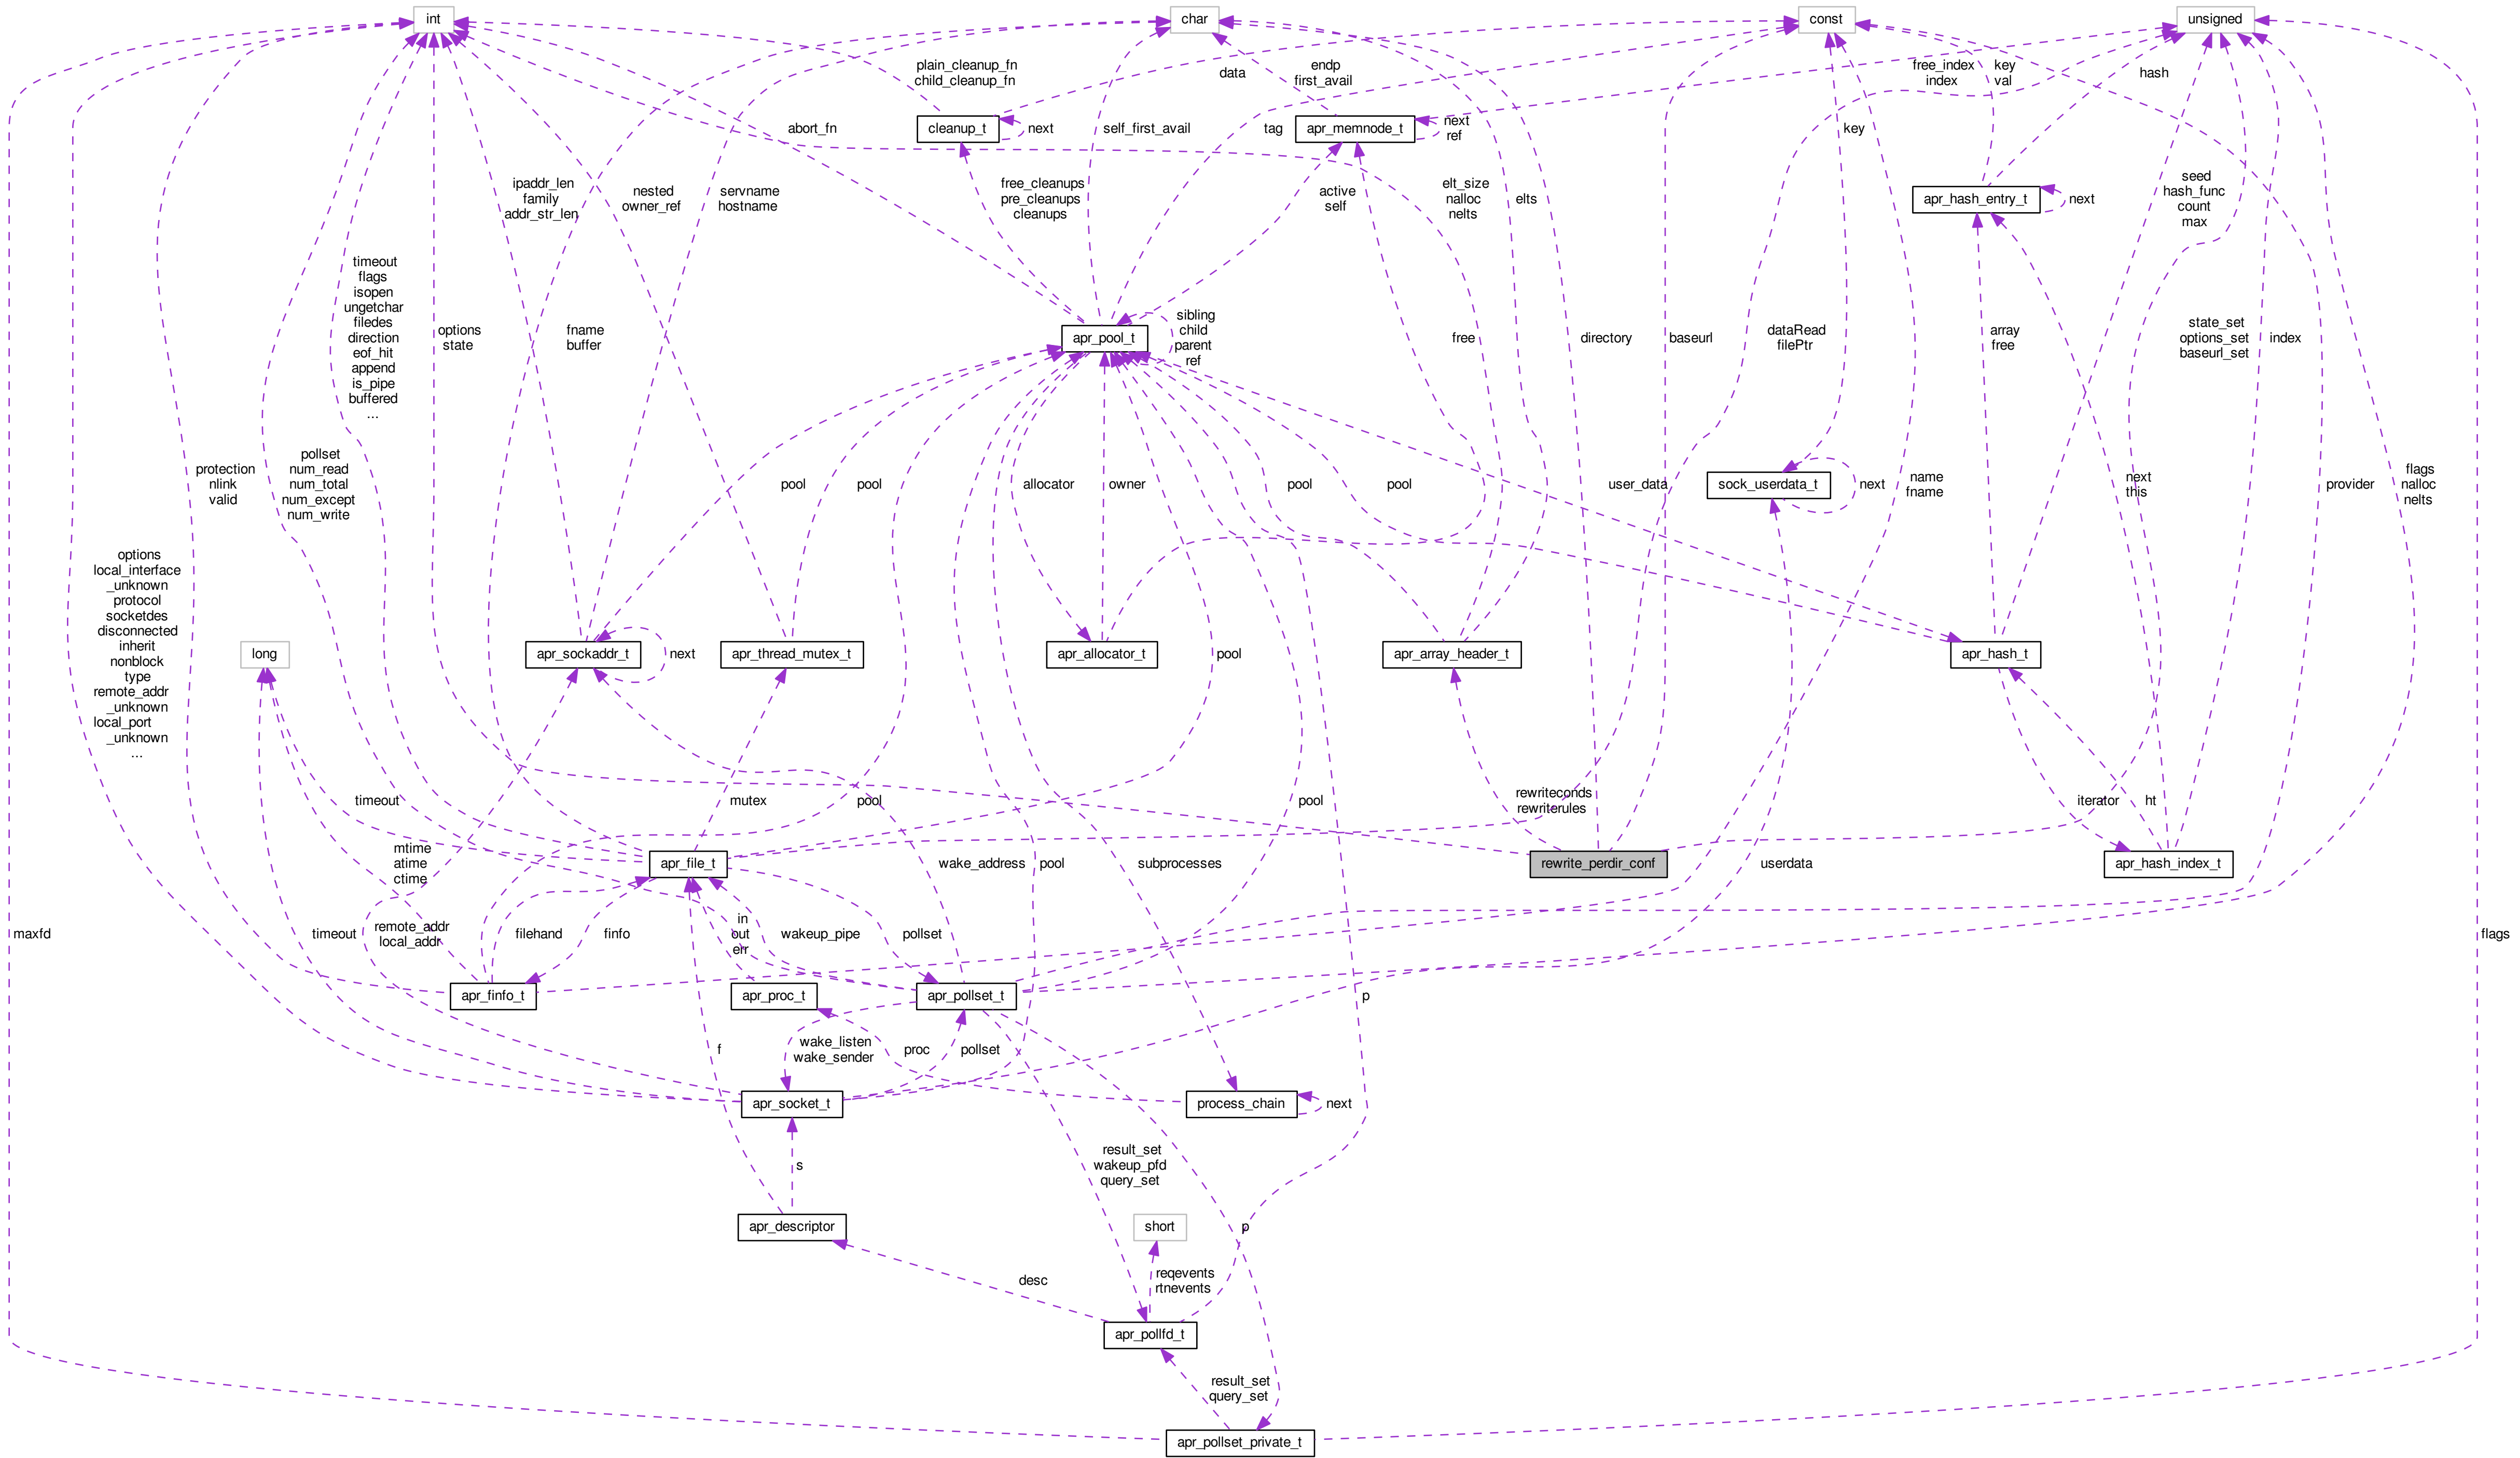 int
char
const
unsigned
plain_cleanup_fn
child_cleanup_fn
data
endp
first_avail
free_index
index
key
val
hash
cleanup_t
next
abort_fn
self_first_avail
tag
apr_memnode_t
next
ref
key
ipaddr_len
family
addr_str_len
nested
owner_ref
servname
hostname
free_cleanups
pre_cleanups
cleanups
active
self
elt_size
nalloc
nelts
elts
apr_hash_entry_t
next
seed
hash_func
count
max
timeout
flags
isopen
ungetchar
filedes
direction
eof_hit
append
is_pipe
buffered
...
options
state
fname
buffer
apr_pool_t
sibling
child
parent
ref
free
directory
baseurl
dataRead
filePtr
array
free
state_set
options_set
baseurl_set
index
protection
nlink
valid
pollset
num_read
num_total
num_except
num_write
pool
pool
allocator
owner
pool
pool
user_data
sock_userdata_t
next
name
fname
next
this
provider
flags
nalloc
nelts
options
local_interface
_unknown
protocol
socketdes
disconnected
inherit
nonblock
type
remote_addr
_unknown
local_port
_unknown
...
long
apr_sockaddr_t
next
apr_thread_mutex_t
apr_allocator_t
pool
apr_array_header_t
apr_hash_t
timeout
mutex
pool
pool
rewriteconds
rewriterules
iterator
ht
mtime
atime
ctime
apr_file_t
wake_address
pool
subprocesses
rewrite_perdir_conf
userdata
apr_hash_index_t
maxfd
timeout
remote_addr
local_addr
filehand
finfo
in
out
err
wakeup_pipe
pollset
flags
apr_finfo_t
apr_proc_t
apr_pollset_t
p
f
wake_listen
wake_sender
proc
pollset
apr_socket_t
process_chain
next
s
result_set
wakeup_pfd
query_set
apr_descriptor
short
p
desc
reqevents
rtnevents
apr_pollfd_t
result_set
query_set
apr_pollset_private_t